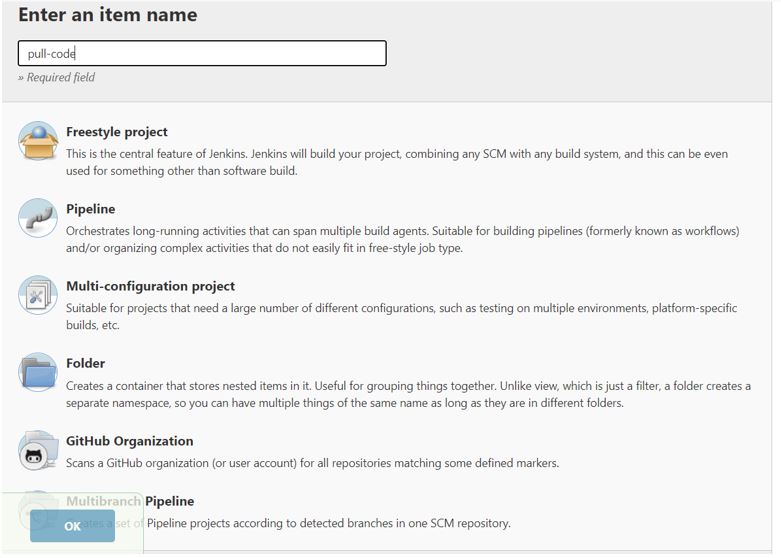 Enter an item name
pull-code
» Required field
Freestyle project
This is the central feature of Jenkins. Jenkins will build your project, combining any SCM with any build system, and this can be even
used for something other than software build.
Pipeline
Orchestrates long-running activities that can span multiple build agents. Suitable for building pipelines (formerly known as workflows)
and/or organizing complex activities that do not easily fit in free-style job type.
Multi-configuration project
Suitable for projects that need a large number of different configurations, such as testing on multiple environments, platform-specific
builds, etc.
Folder
Creates a container that stores nested items in it. Useful for grouping things together. Unlike view, which is just a filter, a folder creates a
separate namespace, so you can have multiple things of the same name as long as they are in different folders.
GitHub Organization
Scans a GitHub organization (or user account) for all repositories matching some defined markers.
Multibranch Pipeline
Creates a set of Pipeline projects according to detected branches in one SCM repository.
OK